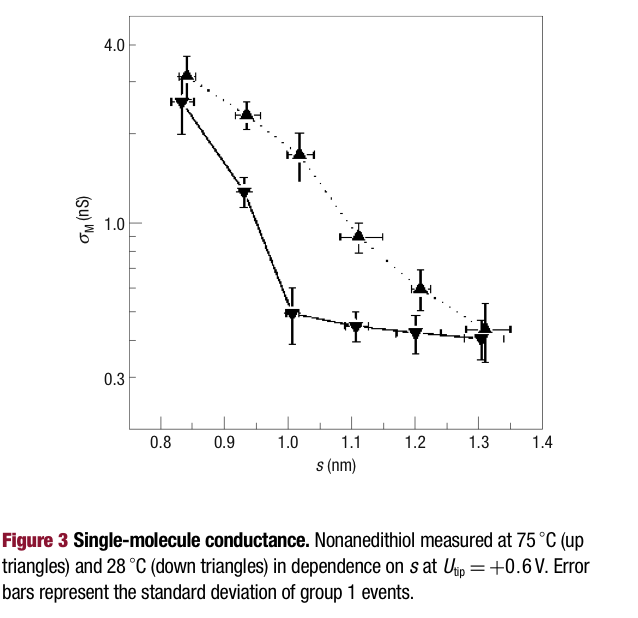 4.0
1.0
0.3
σM (nS)
0.8 0.9 1.0 1.1 1.2 1.3 1.4
s (nm)
Figure 3 Single-molecule conductance. Nonanedithiol measured at 75 °C (up
triangles) and 28 °C (down triangles) in dependence on s at Utip = +0.6 V. Error
bars represent the standard deviation of group 1 events.